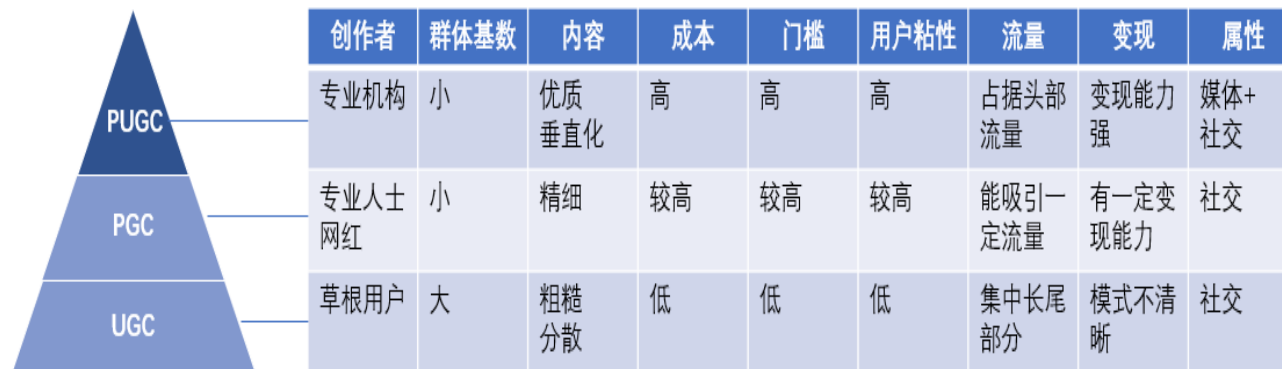 创作者 群体基数 内容 成本 门槛 用户粘性 流量 变现 属性
PUGC
专业机构 小 优质 高 高 高 占据头部 变现能力 媒体+
垂直化 流量 强 社交
PGC
专业人士 小 精细 较高 较高 较高 能吸引一 有一定变 社交
网红 定流量 现能力
UGC
草根用户 大 粗糙 低 低 低 集中长尾 模式不清 社交
分散 部分 晰